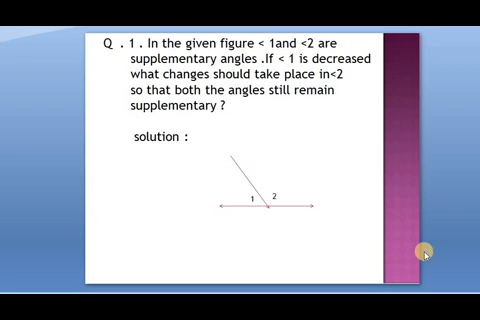 Q . 1 . In the given figure < 1and <2 are
supplementary angles .If < 1 is decreased
what changes should take place in<2
so that both the angles still remain
supplementary ?
solution :
1 2